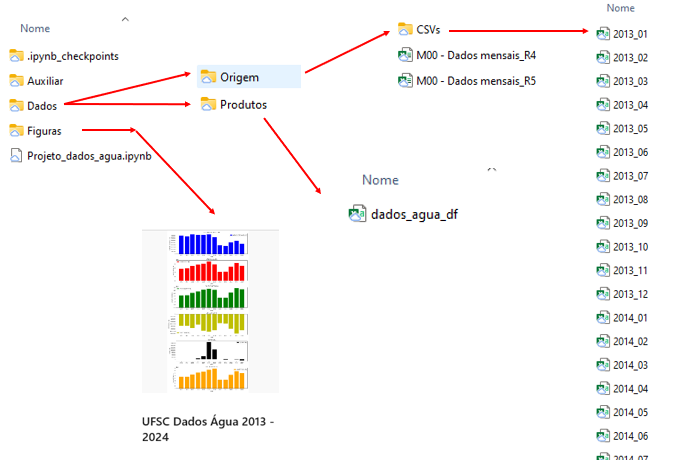 Nome
.ipynb_checkpoints
Auxiliar
Dados
Figuras
Projeto_dados_agua.ipynb
Origem
Produtos
CSVs
M00 - Dados mensais_R4
M00 - Dados mensais_R5
Nome
dados_agua_df
UFSC Dados Água 2013 -
2024
Nome
2013_01
2013_02
2013_03
2013_04
2013_05
2013_06
2013_07
2013_08
2013_09
2013_10
2013_11
2013_12
2014_01
2014_02
2014_03
2014_04
2014_05
2014_06
2014_07